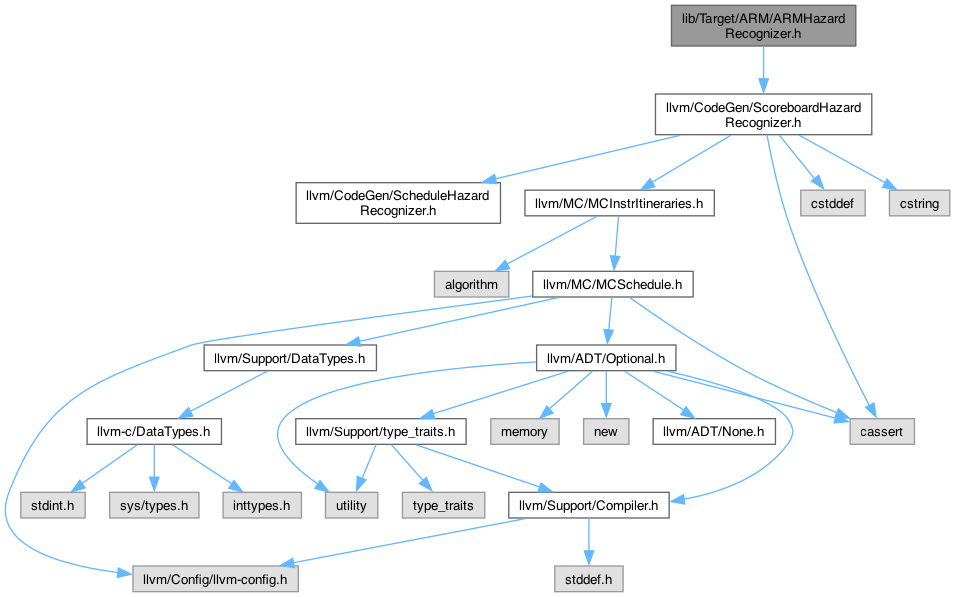 lib/Target/ARM/ARMHazard
Recognizer.h
llvm/CodeGen/ScoreboardHazard
Recognizer.h
llvm/CodeGen/ScheduleHazard
Recognizer.h
llvm/MC/MCInstrItineraries.h
cstddef
cstring
algorithm
llvm/MC/MCSchedule.h
llvm/Support/DataTypes.h
llvm/ADT/Optional.h
llvm-c/DataTypes.h
llvm/Support/type_traits.h
memory
new
llvm/ADT/None.h
cassert
stdint.h
sys/types.h
inttypes.h
utility
type_traits
llvm/Support/Compiler.h
llvm/Config/llvm-config.h
stddef.h